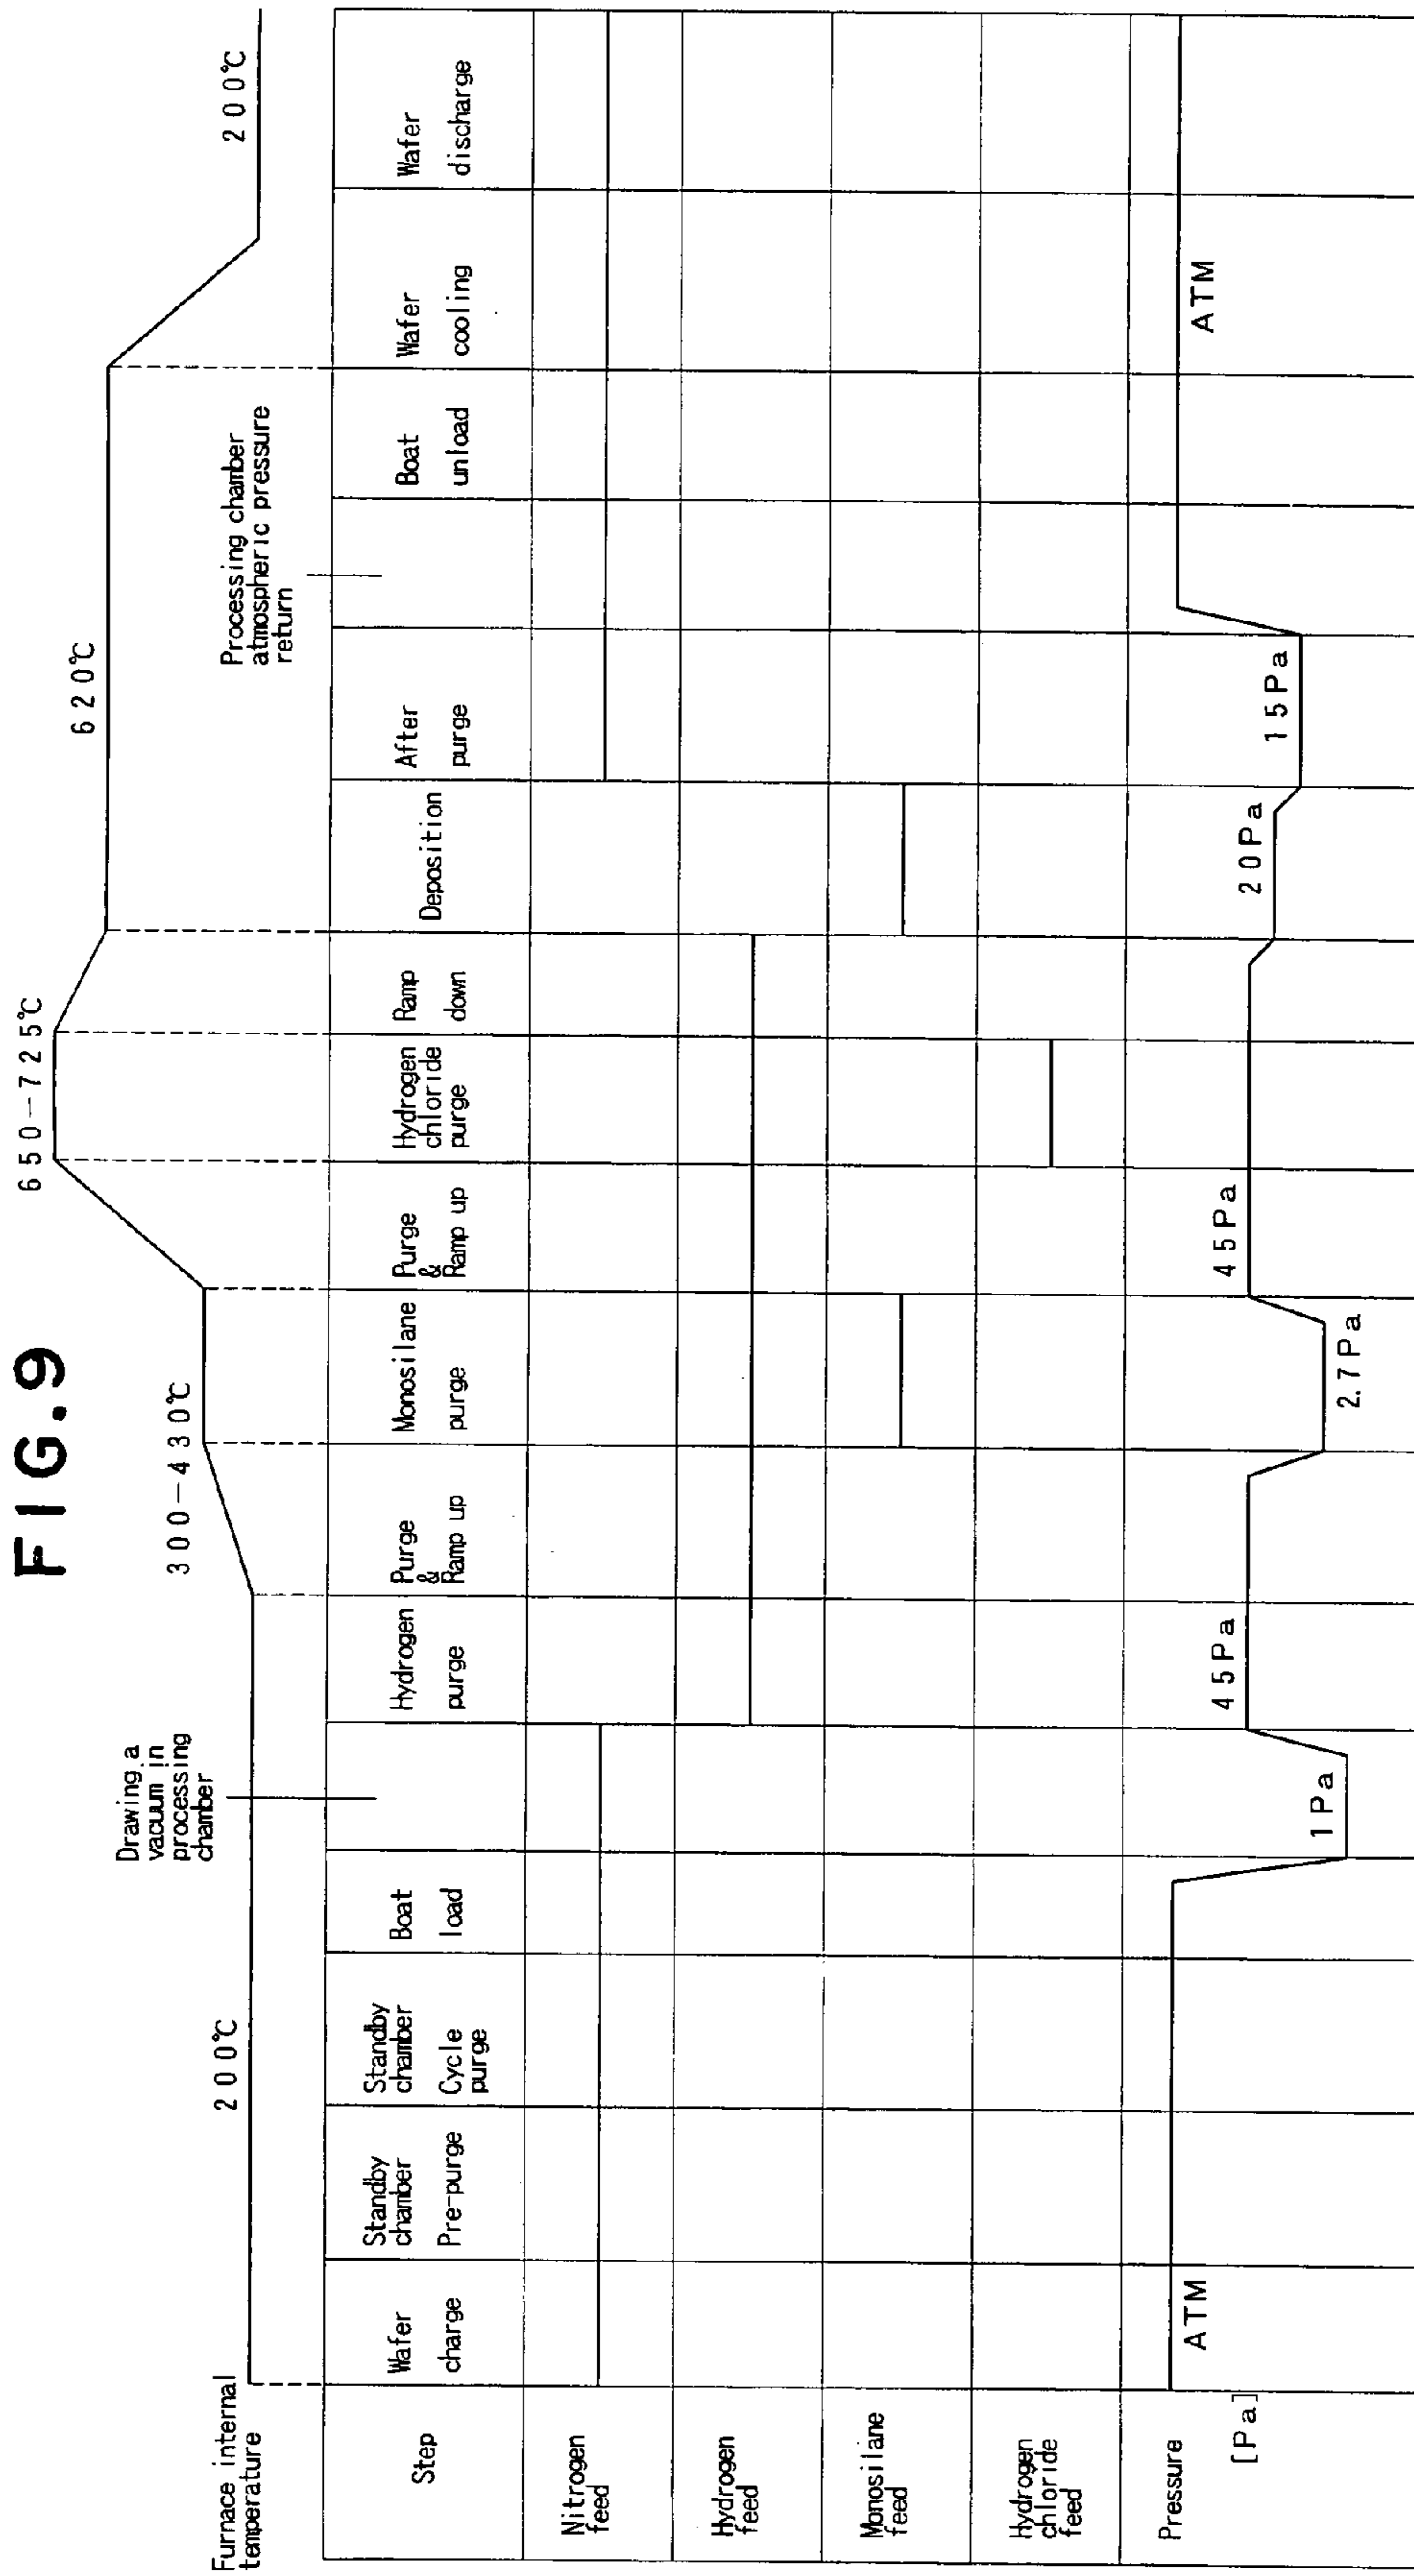 FIG.9
Furnace internal
temperature
200℃
300-430℃
650-725℃
620℃
200℃
Drawing a
vacuum in
processing
chamber
Processing chamber
atmospheric pressure
return
Step
Wafer
charge
Standby
chamber
Pre-purge
Standby
chamber
Cycle
purge
Boat
load
Hydrogen
purge
Purge
&
Ramp up
Monosilane
purge
Purge
&
Ramp up
Hydrogen
chloride
purge
Ramp
down
Deposition
After
purge
Boat
unload
Wafer
cooling
Wafer
discharge
Nitrogen
feed
Hydrogen
feed
Monosilane
feed
Hydrogen
chloride
feed
Pressure
[Pa]
ATM
1Pa
45Pa
2.7Pa
45Pa
20Pa
15Pa
ATM